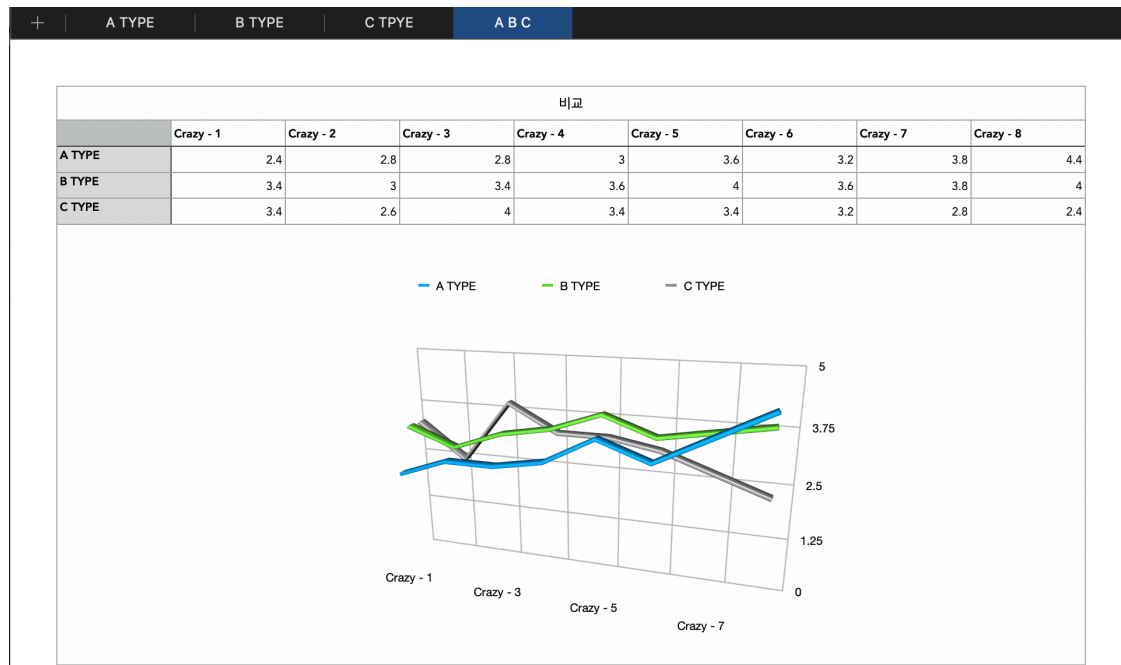 + A TYPE B TYPE C TPYE A B C
비교
Crazy - 1 Crazy - 2 Crazy - 3 Crazy - 4 Crazy - 5 Crazy - 6 Crazy - 7 Crazy - 8
A TYPE 2.4 2.8 2.8 3 3.6 3.2 3.8 4.4
B TYPE 3.4 3 3.4 3.6 4 3.6 3.8 4
C TYPE 3.4 2.6 4 3.4 3.4 3.2 2.8 2.4
A TYPE B TYPE C TYPE
5
3.75
2.5
1.25
0
Crazy - 1
Crazy - 3
Crazy - 5
Crazy - 7